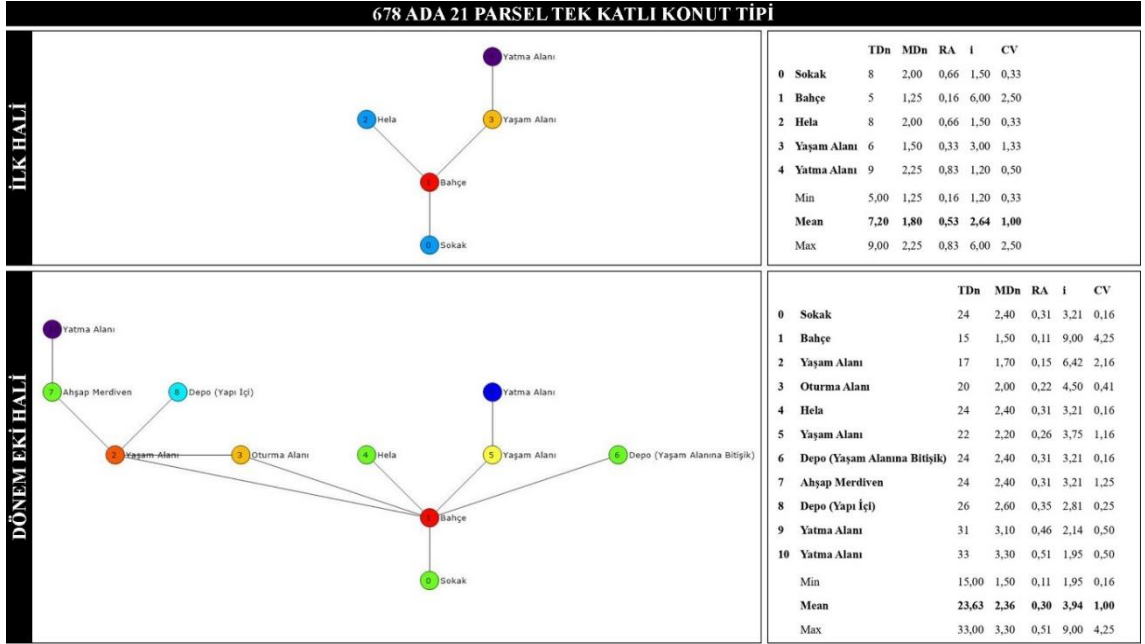 678 ADA 21 PARSEL TEK KATLI KONUT TİPİ
İLK HALİ
Yatma Alanı
2 Hela
3 Yaşam Alanı
Bahçe
0 Sokak
TDn MDn RA i CV
0 Sokak 8 2,00 0,66 1,50 0,33
1 Bahçe 5 1,25 0,16 6,00 2,50
2 Hela 8 2,00 0,66 1,50 0,33
3 Yaşam Alanı 6 1,50 0,33 3,00 1,33
4 Yatma Alanı 9 2,25 0,83 1,20 0,50
Min 5,00 1,25 0,16 1,20 0,33
Mean 7,20 1,80 0,53 2,64 1,00
Max 9,00 2,25 0,83 6,00 2,50
DÖNEM EKİ HALİ
Yatma Alanı
7 Ahşap Merdiven
8 Depo (Yapı İçi)
Yatma Alanı
2 Yaşam Alanı
3 Oturma Alanı
4 Hela
5 Yaşam Alanı
6 Depo (Yaşam Alanına Bitişik)
Bahçe
0 Sokak
TDn MDn RA i CV
0 Sokak 24 2,40 0,31 3,21 0,16
1 Bahçe 15 1,50 0,11 9,00 4,25
2 Yaşam Alanı 17 1,70 0,15 6,42 2,16
3 Oturma Alanı 20 2,00 0,22 4,50 0,41
4 Hela 24 2,40 0,31 3,21 0,16
5 Yaşam Alanı 22 2,20 0,26 3,75 1,16
6 Depo (Yaşam Alanına Bitişik) 24 2,40 0,31 3,21 0,16
7 Ahşap Merdiven 24 2,40 0,31 3,21 1,25
8 Depo (Yapı İçi) 26 2,60 0,35 2,81 0,25
9 Yatma Alanı 31 3,10 0,46 2,14 0,50
10 Yatma Alanı 33 3,30 0,51 1,95 0,50
Min 15,00 1,50 0,11 1,95 0,16
Mean 23,63 2,36 0,30 3,94 1,00
Max 33,00 3,30 0,51 9,00 4,25